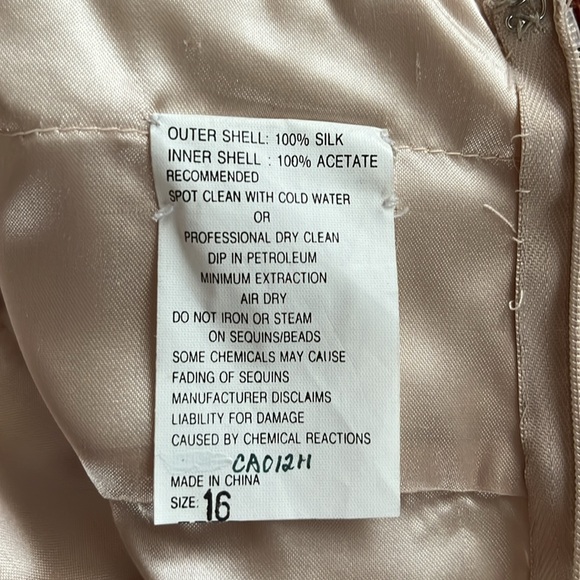 OUTER SHELL: 100% SILK
INNER SHELL : 100% ACETATE
RECOMMENDED
SPOT CLEAN WITH COLD WATER
OR
PROFESSIONAL DRY CLEAN
DIP IN PETROLEUM
MINIMUM EXTRACTION
AIR DRY
DO NOT IRON OR STEAM
ON SEQUINS/BEADS
SOME CHEMICALS MAY CAUSE
FADING OF SEQUINS
MANUFACTURER DISCLAIMS
LIABILITY FOR DAMAGE
CAUSED BY CHEMICAL REACTIONS
CA012H
MADE IN CHINA
SIZE: 16